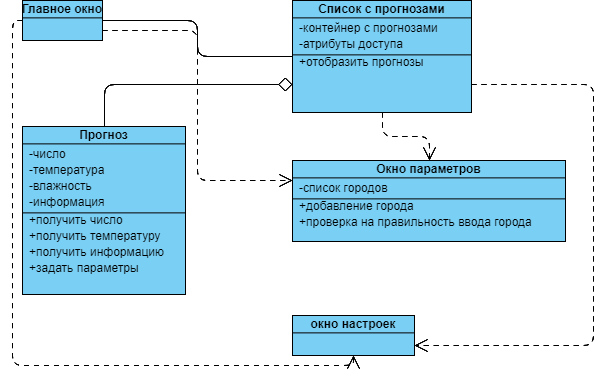 Главное окно
Список с прогнозами
-контейнер с прогнозами
-атрибуты доступа
+отобразить прогнозы
Прогноз
-число
-температура
-влажность
-информация
+получить число
+получить температуру
+получить информацию
+задать параметры
Окно параметров
-список городов
+добавление города
+проверка на правильность ввода города
окно настроек